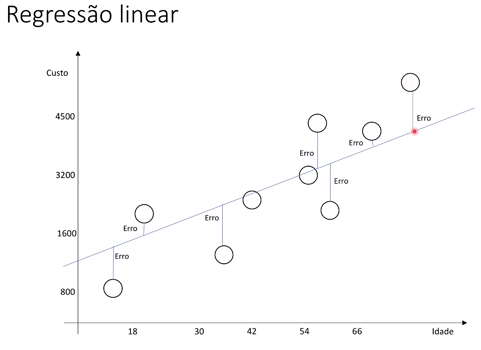 Regressão linear
Custo
4500
3200
1600
800
Erro
Erro
Erro
Erro
Erro
Erro
Erro
18
30
42
54
66
Idade